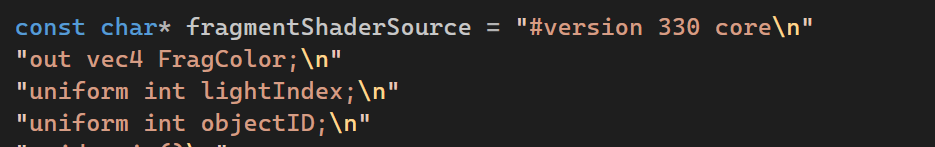 const char* fragmentShaderSource = "#version 330 core\n"
"out vec4 FragColor;\n"
"uniform int lightIndex;\n"
"uniform int objectID;\n"